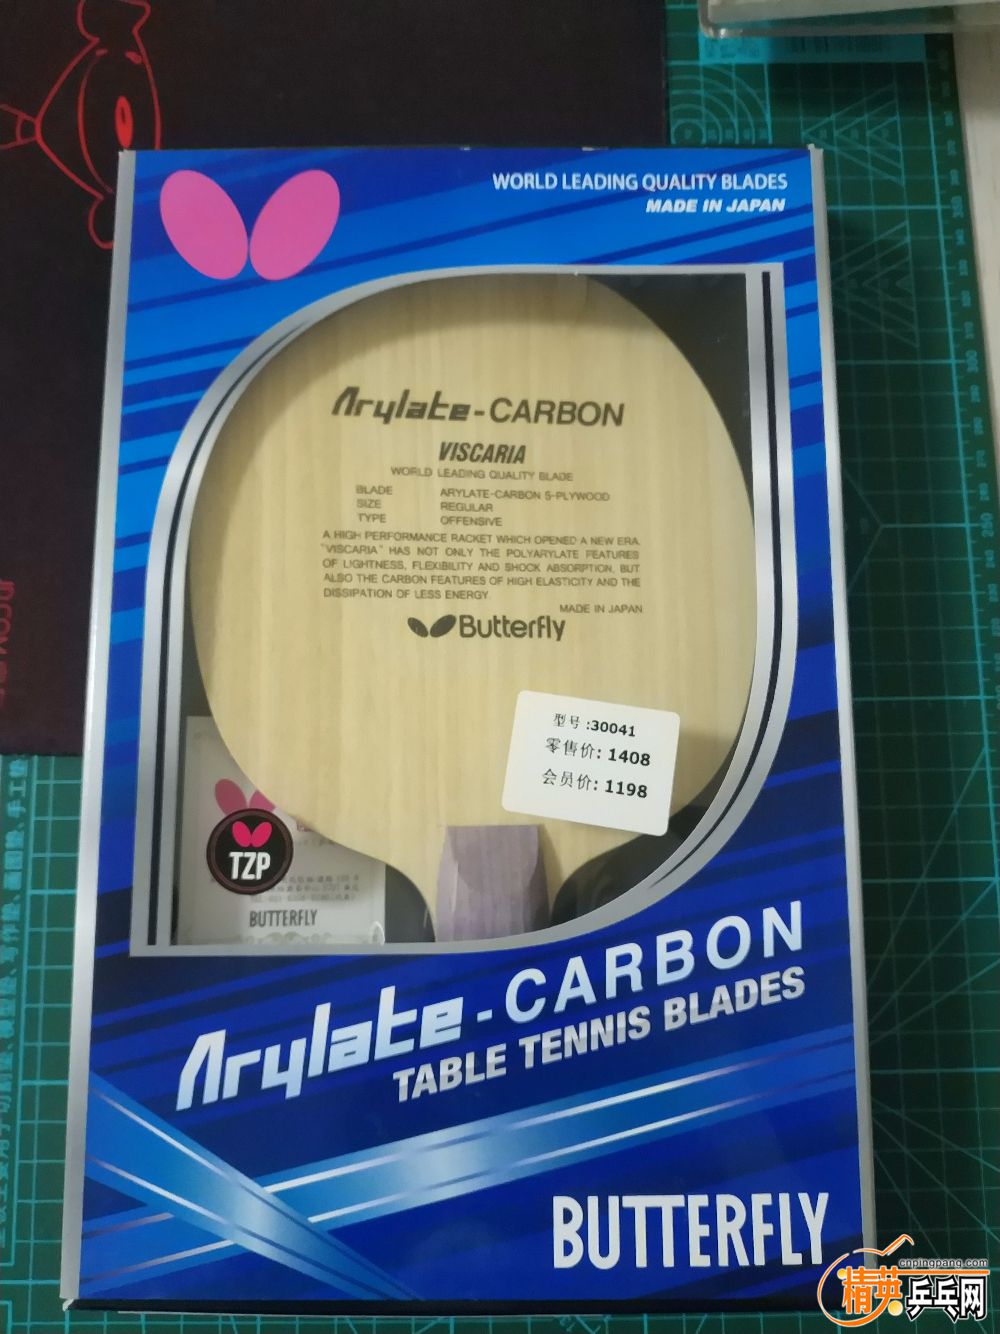 WORLD LEADING QUALITY BLADES
MADE IN JAPAN
Arylate-CARBON
VISCARIA
WORLD LEADING QUALITY BLADE
BLADE ARYLATE-CARBON 5-PLYWOOD
SIZE REGULAR
TYPE OFFENSIVE
A HIGH PERFORMANCE RACKET WHICH OPENED A NEW ERA.
"VISCARIA" HAS NOT ONLY THE POLYARYLATE FEATURES
OF LIGHTNESS, FLEXIBILITY AND SHOCK ABSORPTION, BUT
ALSO THE CARBON FEATURES OF HIGH ELASTICITY AND THE
DISSIPATION OF LESS ENERGY.
MADE IN JAPAN
Butterfly
型号:30041
零售价: 1408
会员价: 1198
TZP
BUTTERFLY
Arylate-CARBON
TABLE TENNIS BLADES
BUTTERFLY
cnpingpang.com
精英乒乓网